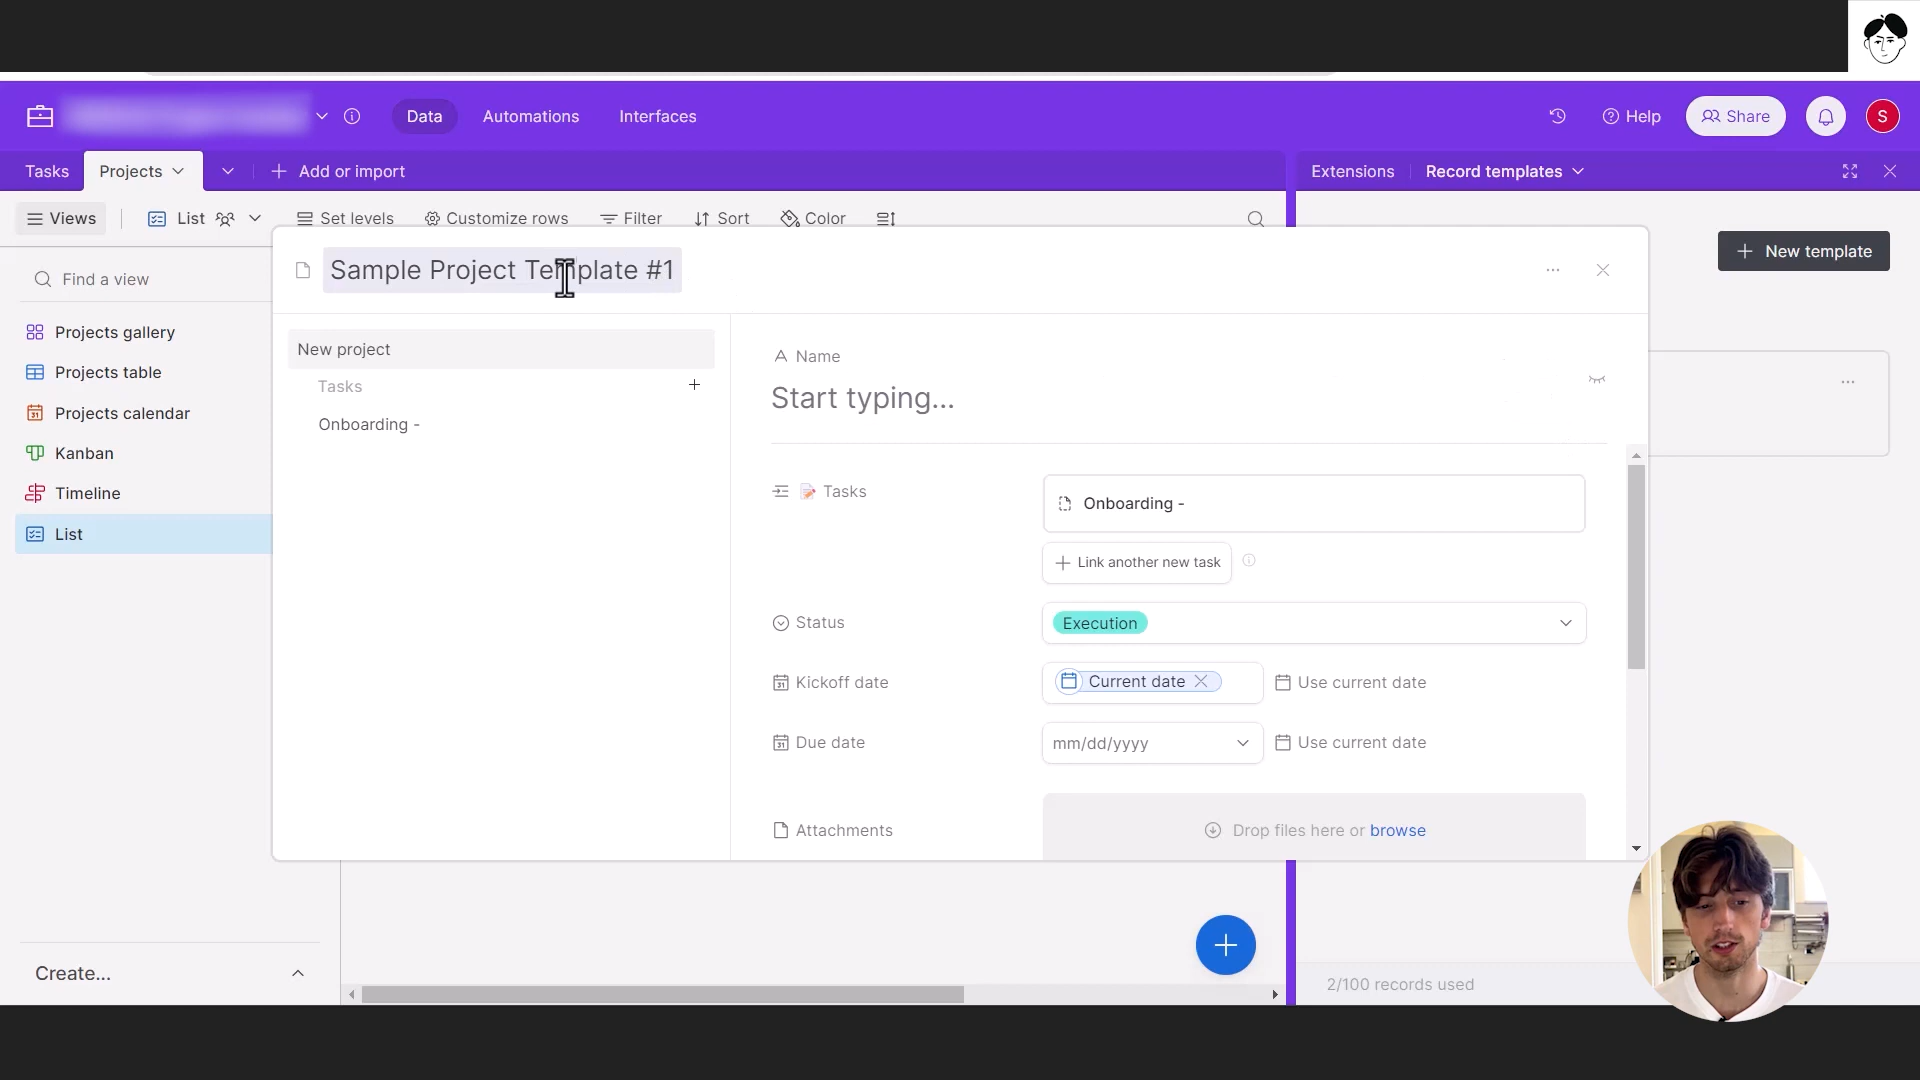 Data
Automations
Interfaces
Help
Share
S
Tasks
Projects
Add or import
Extensions
Record templates
Views
List
Set levels
Customize rows
Filter
Sort
Color
Find a view
Sample Project Template #1
New template
Projects gallery
Projects table
Projects calendar
Kanban
Timeline
List
New project
Tasks
Onboarding -
Name
Start typing...
Tasks
Onboarding -
Link another new task
Status
Execution
Kickoff date
Current date
Use current date
Due date
mm/dd/yyyy
Use current date
Attachments
Drop files here or browse
Create...
2/100 records used